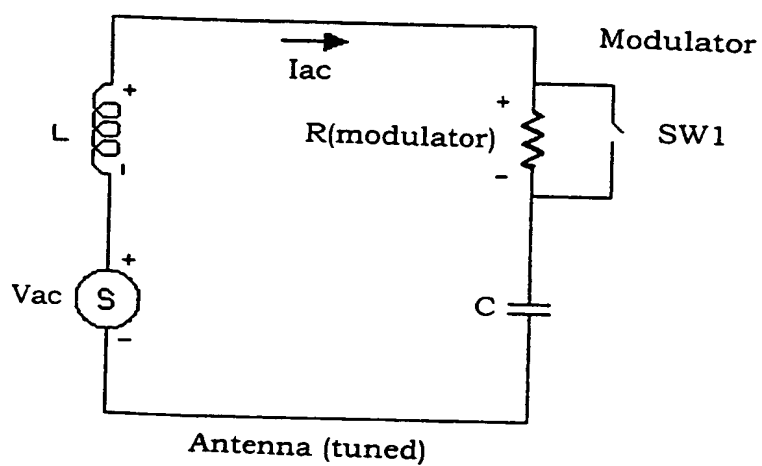 Modulator
Iac
+
+
L
R(modulator)
SW1
-
-
+
Vac
S
C
-
Antenna (tuned)